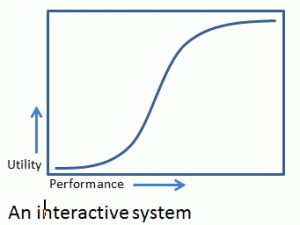 Utility
Performance
An interactive system